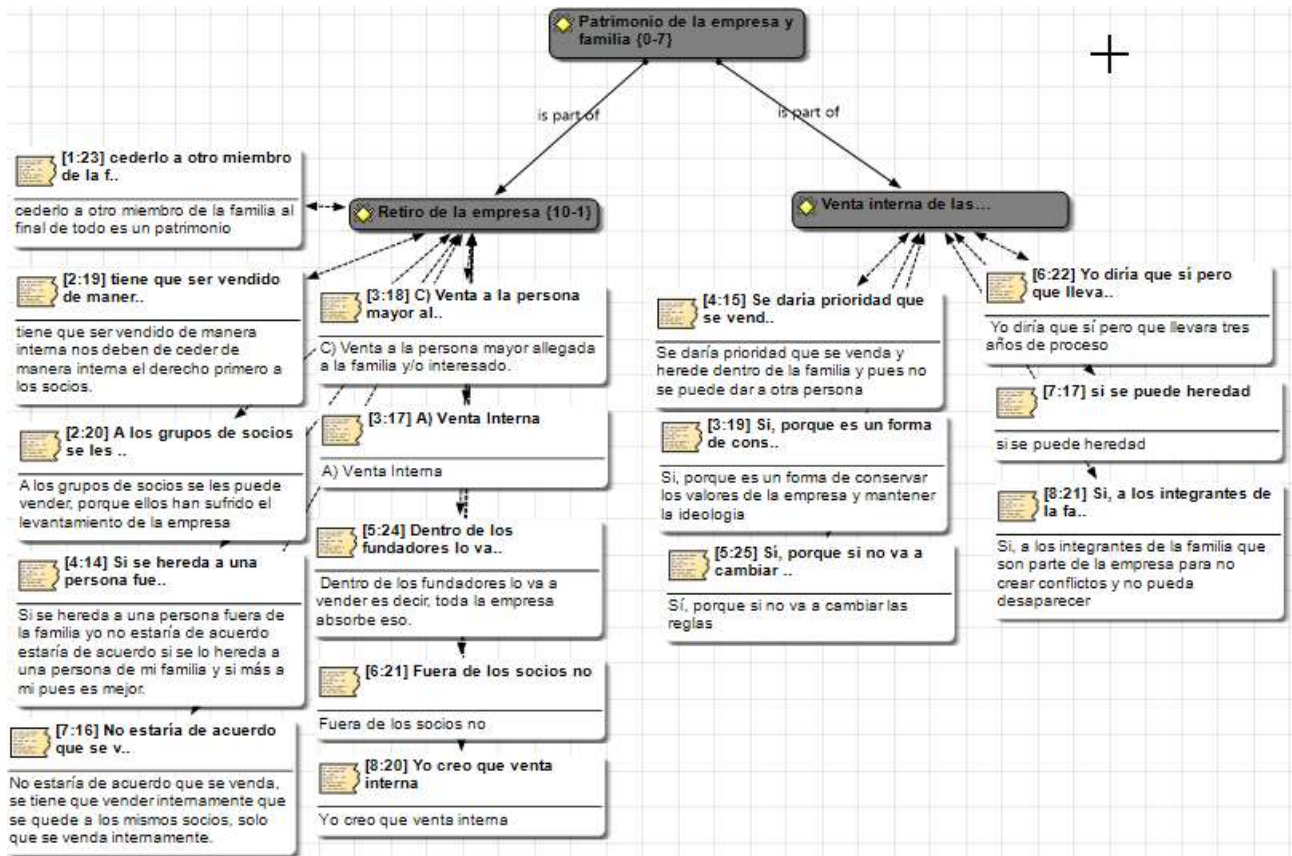 Patrimonio de la empresa y
familia {0-7}
is part of
is part of
[1:23] cederlo a otro miembro
de la f..
cederlo a otro miembro de la familia al
final de todo es un patrimonio
Retiro de la empresa {10-1}
Venta interna de las...
[2:19] tiene que ser vendido
de maner..
tiene que ser vendido de manera
interna nos deben de ceder de
manera interna el derecho primero a
los socios.
[2:20] A los grupos de socios
se les ..
A los grupos de socios se les puede
vender, porque ellos han sufrido el
levantamiento de la empresa
[4:14] Si se hereda a una
persona fue..
Si se hereda a una persona fuera de
la familia yo no estaría de acuerdo
estaría de acuerdo si se lo hereda a
una persona de mi familia y si más a
mi pues es mejor.
[7:16] No estaría de acuerdo
que se v..
No estaría de acuerdo que se venda,
se tiene que vender internamente que
se quede a los mismos socios, solo
que se venda internamente.
[3:18] C) Venta a la persona
mayor al..
C) Venta a la persona mayor allegada
a la familia y/o interesado.
[3:17] A) Venta Interna
A) Venta Interna
[5:24] Dentro de los
fundadores lo va..
Dentro de los fundadores lo va a
vender es decir, toda la empresa
absorbe eso.
[6:21] Fuera de los socios no
Fuera de los socios no
[8:20] Yo creo que venta
interna
Yo creo que venta interna
[4:15] Se daria prioridad que
se vend..
Se daría prioridad que se venda y
herede dentro de la familia y pues no
se puede dar a otra persona
[3:19] Si, porque es un forma
de cons..
Si, porque es un forma de conservar
los valores de la empresa y mantener
la ideologia
[5:25] Sí, porque si no va a
cambiar ..
Sí, porque si no va a cambiar las
reglas
[6:22] Yo diría que sí pero
que lleva..
Yo diría que sí pero que llevara tres
años de proceso
[7:17] si se puede heredad
si se puede heredad
[8:21] Si, a los integrantes de
la fa..
Si, a los integrantes de la familia que
son parte de la empresa para no
crear conflictos y no pueda
desaparecer